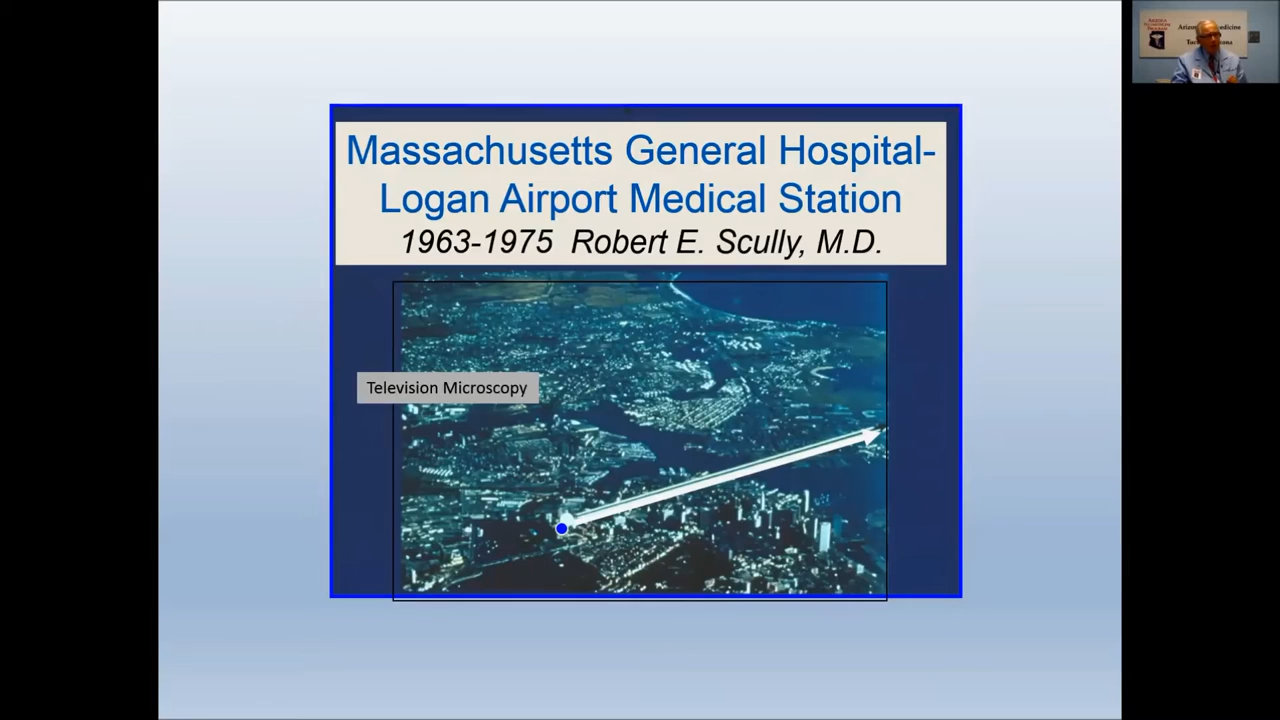 Massachusetts General Hospital-
Logan Airport Medical Station
1963-1975 Robert E. Scully, M.D.
Television Microscopy